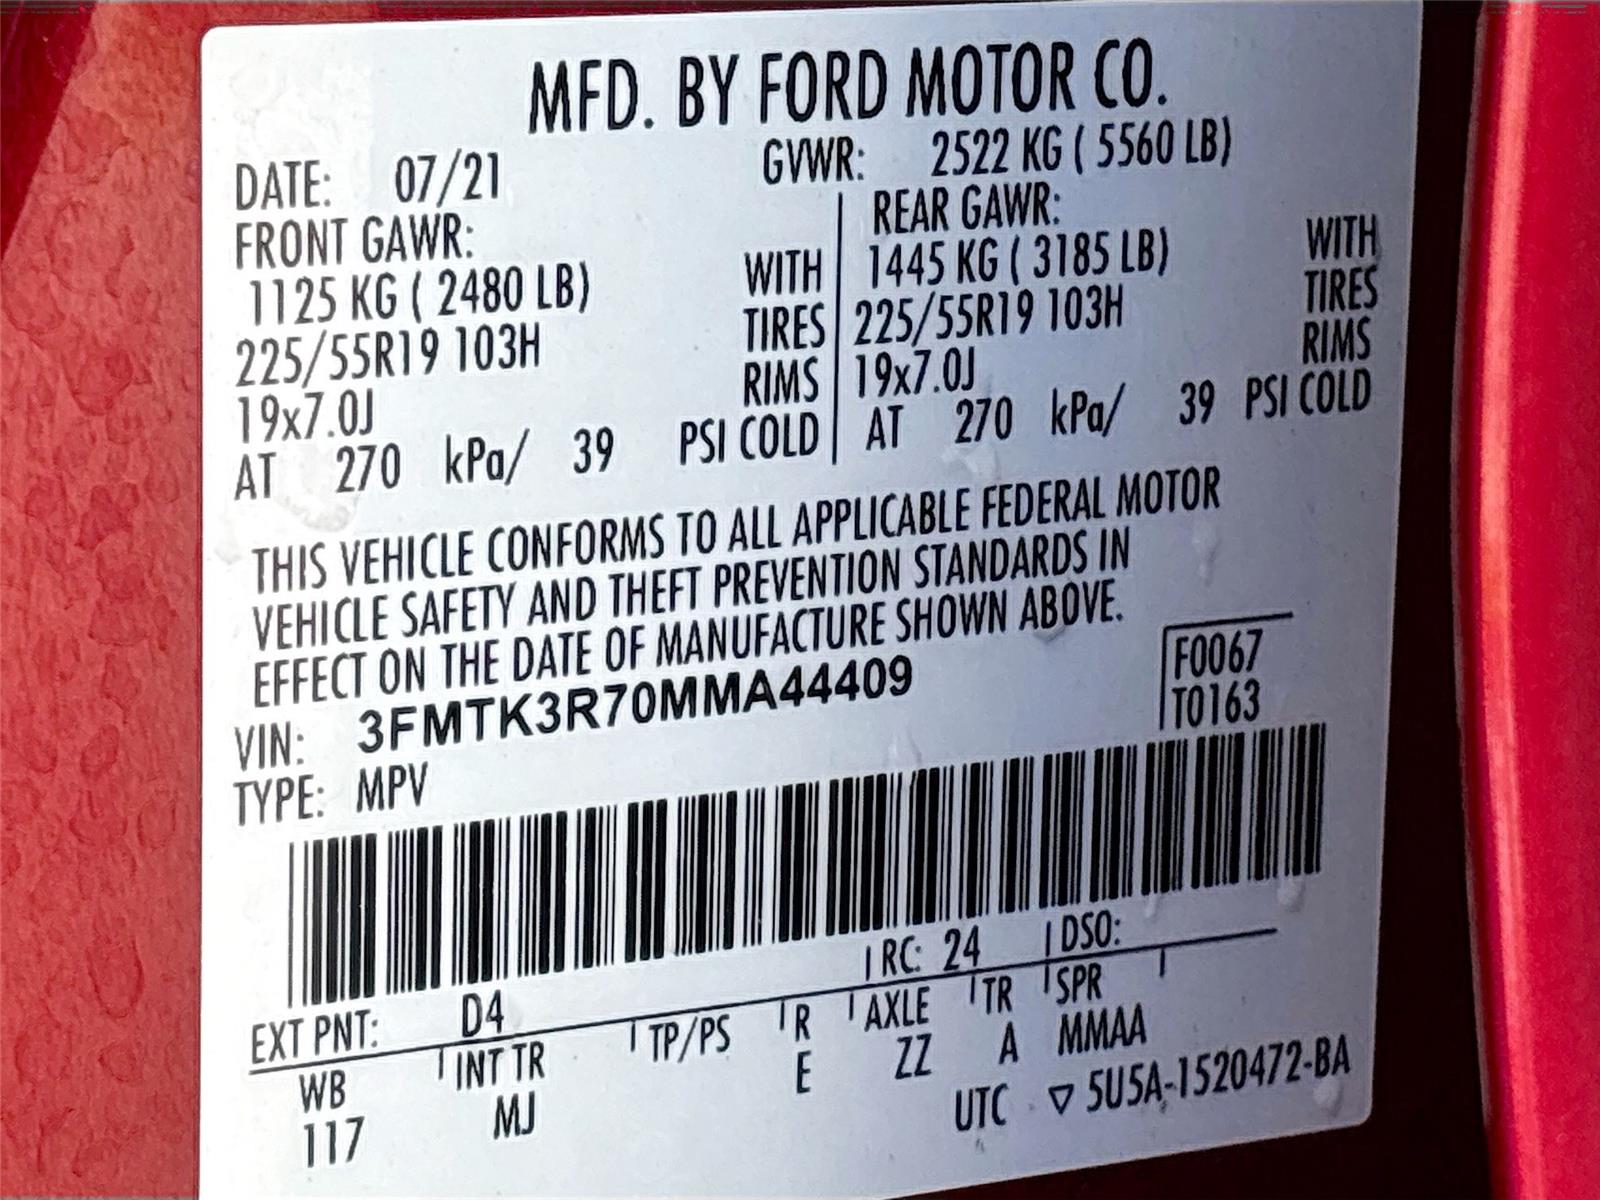 MFD. BY FORD MOTOR CO.
DATE: 07/21 GVWR: 2522 KG ( 5560 LB)
FRONT GAWR: REAR GAWR:
1125 KG ( 2480 LB) WITH 1445 KG ( 3185 LB) WITH
225/55R19 103H TIRES 225/55R19 103H TIRES
19x7.0J RIMS 19x7.0J RIMS
AT 270 kPa/ 39 PSI COLD AT 270 kPa/ 39 PSI COLD
THIS VEHICLE CONFORMS TO ALL APPLICABLE FEDERAL MOTOR
VEHICLE SAFETY AND THEFT PREVENTION STANDARDS IN
EFFECT ON THE DATE OF MANUFACTURE SHOWN ABOVE.
VIN: 3FMTK3R70MMA44409 F0067
TYPE: MPV T0163
EXT PNT: D4 RC: 24 DSO:
WB INT TR TP/PS R AXLE TR SPR
117 MJ E ZZ A MMAA
UTC ▽ 5U5A-1520472-BA